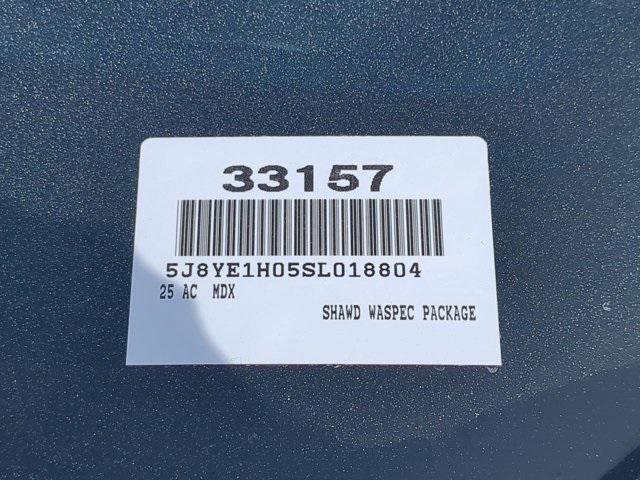 33157
5J8YE1H05SL018804
25 AC MDX
SHAWD WASPEC PACKAGE